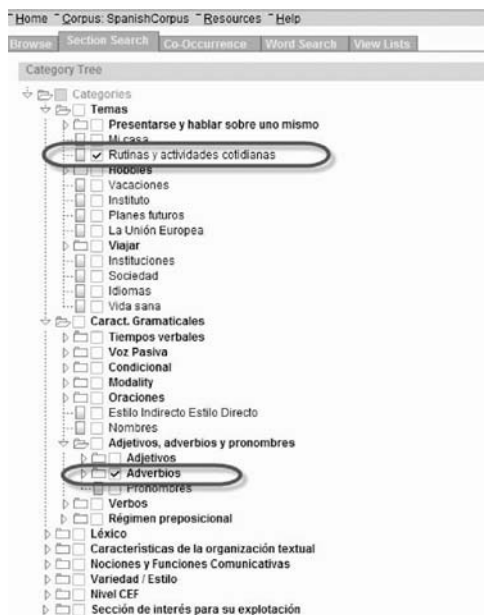 Home Corpus: SpanishCorpus Resources Help
Browse Section Search Co-Occurrence Word Search View Lists
Category Tree
Categories
Temas
Presentarse y hablar sobre uno mismo
Mi casa
Rutinas y actividades cotidianas
Hobbies
Vacaciones
Instituto
Planes futuros
La Unión Europea
Viajar
Instituciones
Sociedad
Idiomas
Vida sana
Caract. Gramaticales
Tiempos verbales
Voz Pasiva
Condicional
Modality
Oraciones
Estilo Indirecto Estilo Directo
Nombres
Adjetivos, adverbios y pronombres
Adjetivos
Adverbios
Pronombres
Verbos
Régimen preposicional
Léxico
Características de la organización textual
Nociones y Funciones Comunicativas
Variedad / Estilo
Nivel CEF
Sección de interés para su explotación